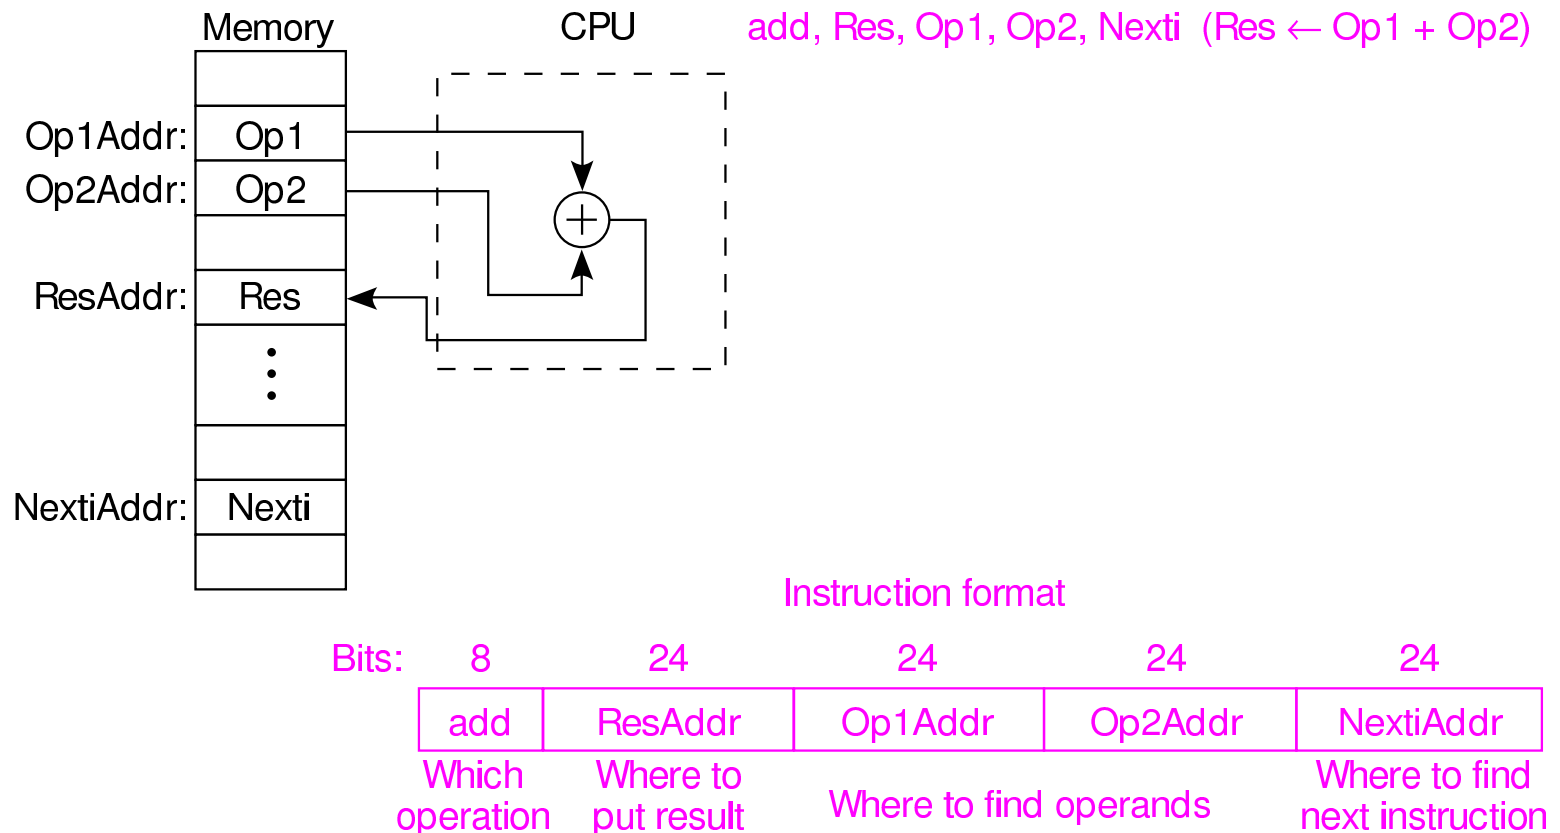 Memory
CPU
add, Res, Op1, Op2, Nexti (Res ← Op1 + Op2)
Op1Addr: Op1
Op2Addr: Op2
ResAddr: Res
NextiAddr: Nexti
Instruction format
Bits: 8 24 24 24 24
add ResAddr Op1Addr Op2Addr NextiAddr
Which operation
Where to put result
Where to find operands
Where to find next instruction